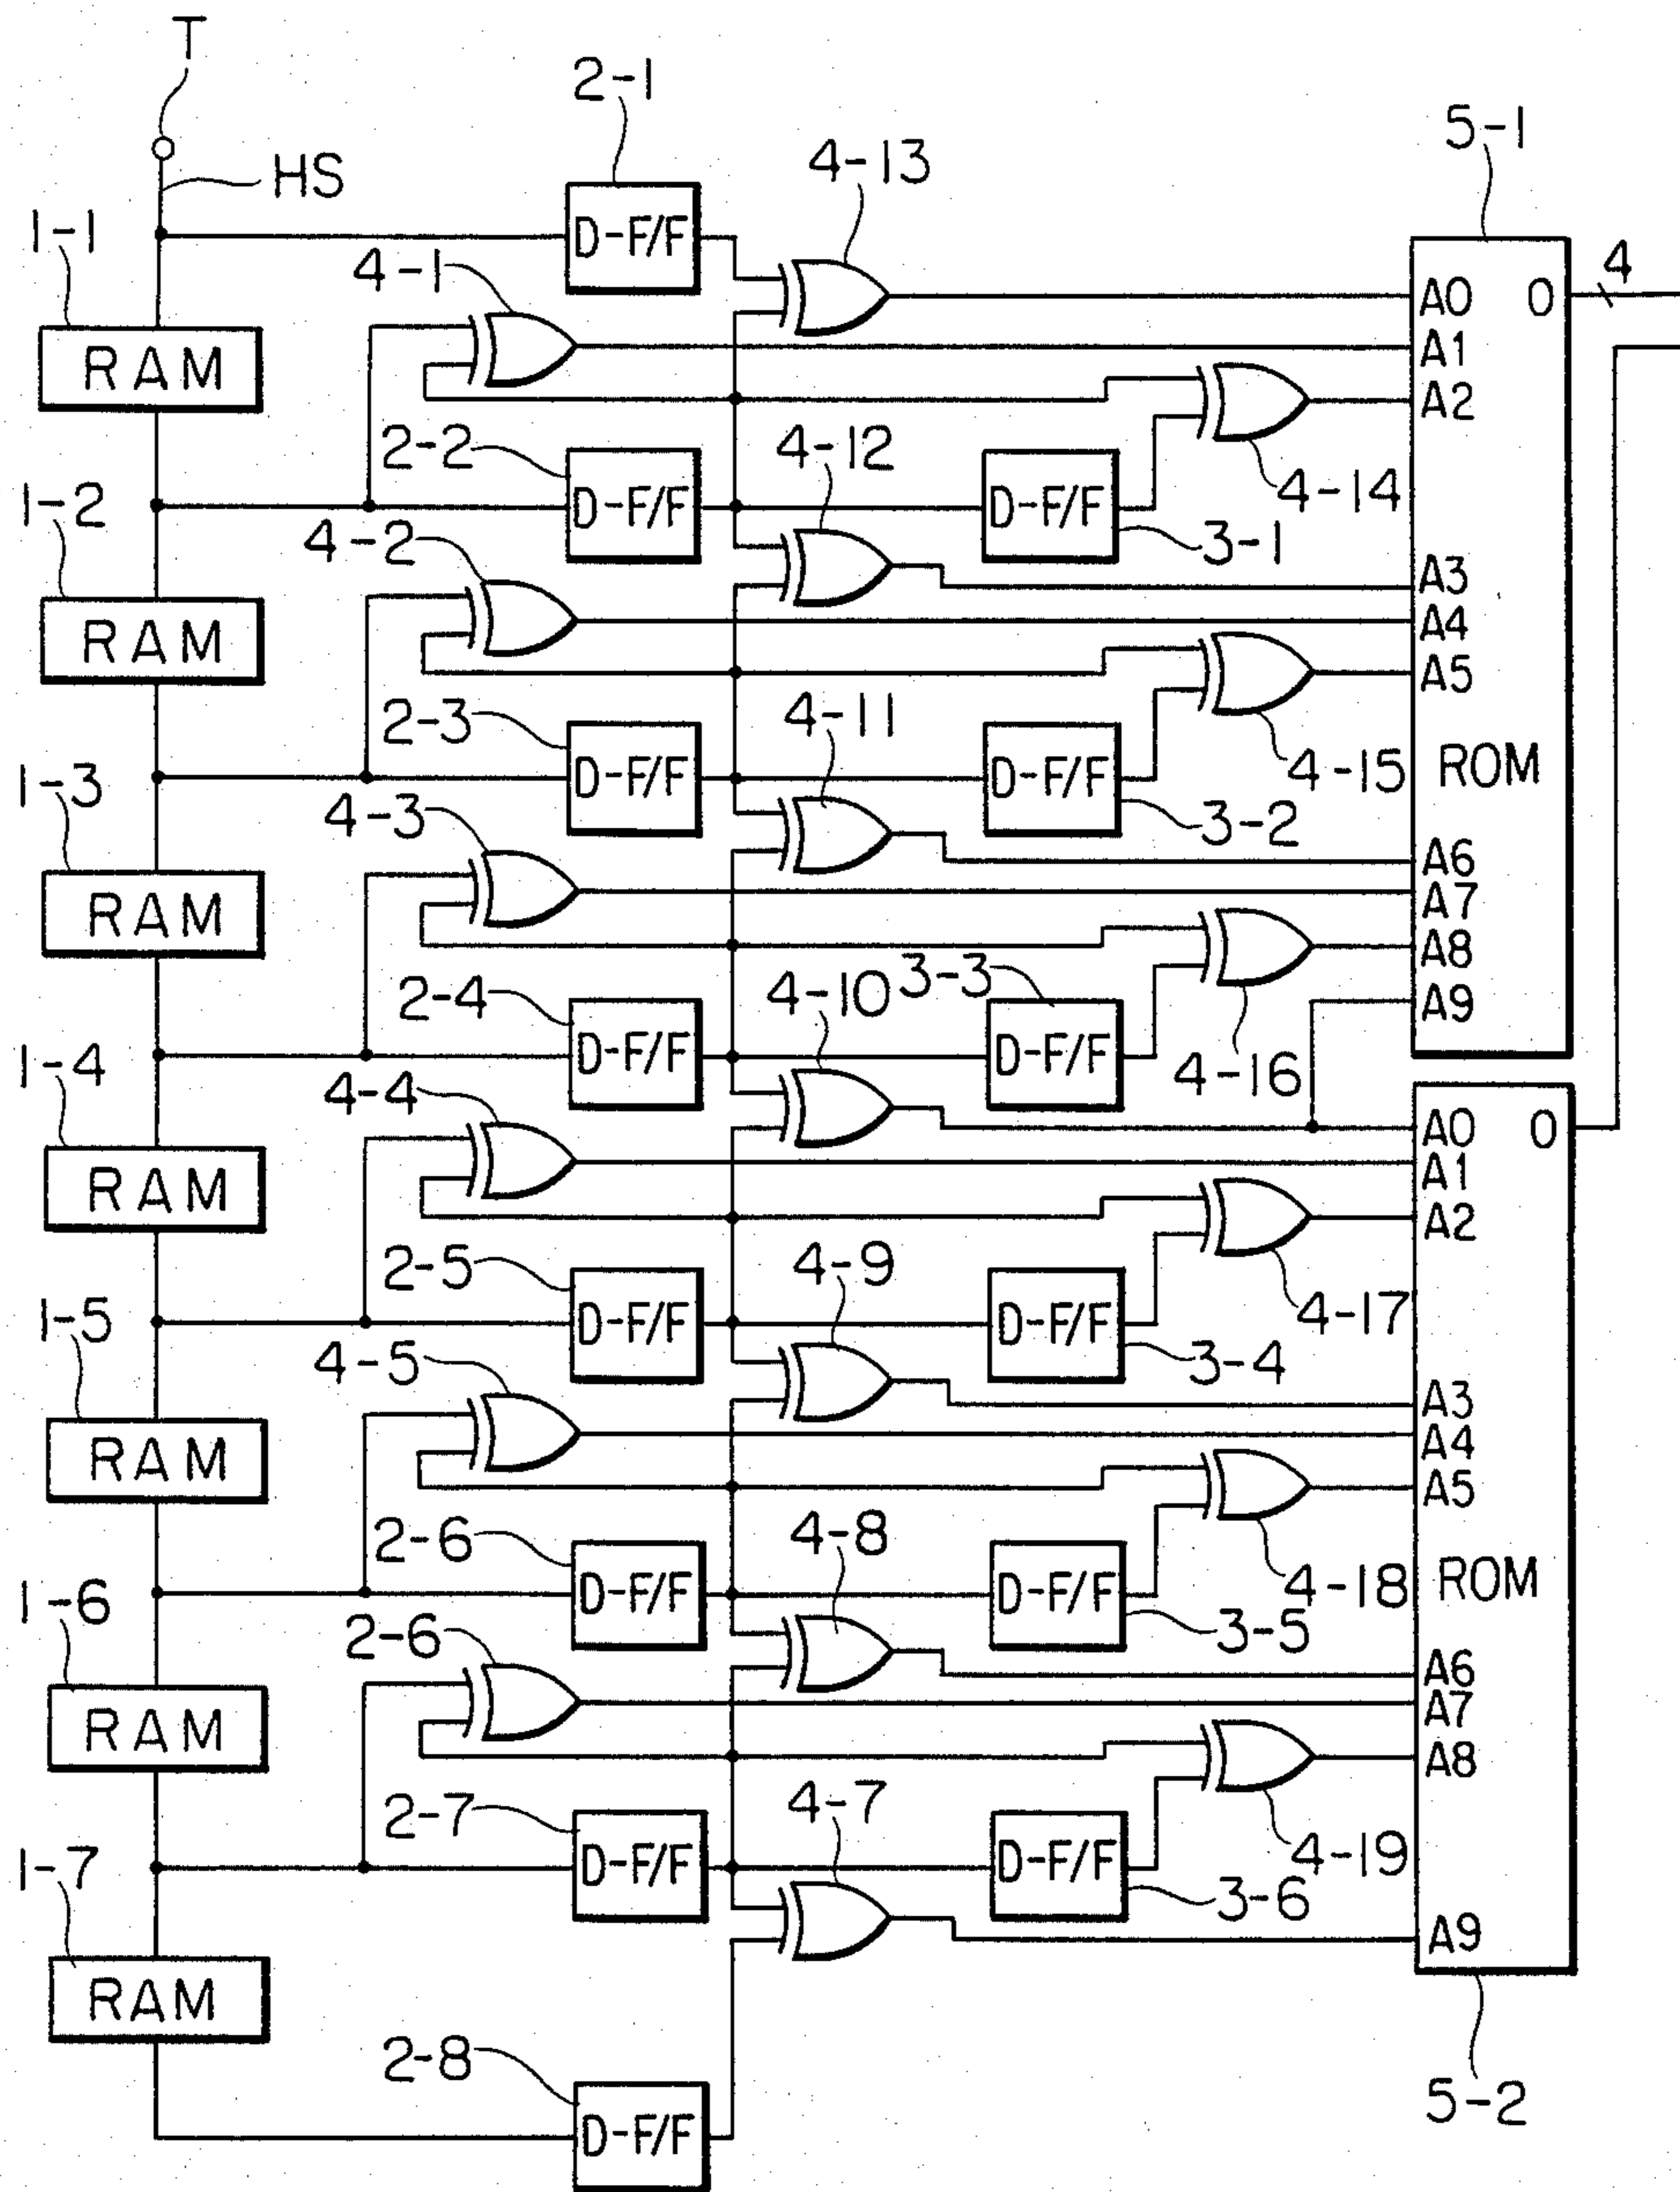 T
2-1
5-1
4-13
HS
1-1
D-F/F
4-1
A0 0 4
RAM
A1
A2
2-2
4-12
4-14
1-2
D-F/F
D-F/F
4-2
3-1
A3
RAM
A4
A5
2-3
4-11
4-15
ROM
1-3
D-F/F
D-F/F
4-3
3-2
A6
RAM
A7
A8
2-4
4-10
3-3
A9
1-4
D-F/F
D-F/F
4-16
4-4
A0 0
RAM
A1
A2
2-5
4-9
4-17
1-5
D-F/F
D-F/F
4-5
3-4
A3
RAM
A4
A5
2-6
4-8
4-18
ROM
1-6
D-F/F
D-F/F
2-6
3-5
A6
RAM
A7
A8
2-7
4-7
4-19
1-7
D-F/F
D-F/F
3-6
A9
RAM
2-8
5-2
D-F/F